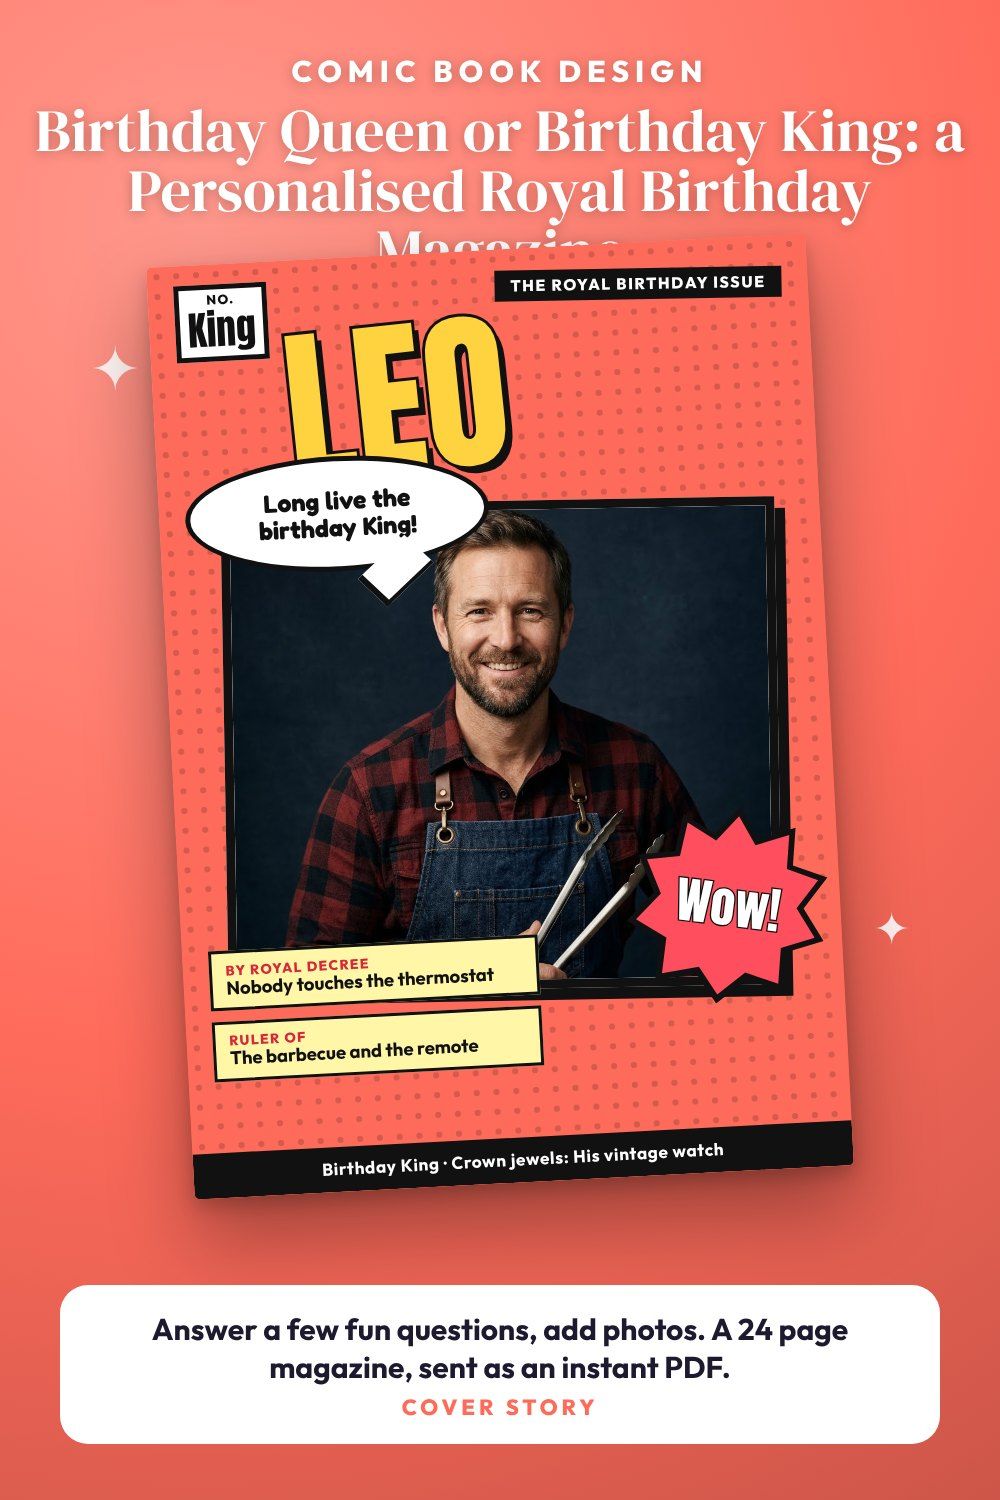 COMIC BOOK DESIGN
Birthday Queen or Birthday King: a
Personalised Royal Birthday
Magazine
THE ROYAL BIRTHDAY ISSUE
NO.
King
LEO
Long live the
birthday King!
Wow!
BY ROYAL DECREE
Nobody touches the thermostat
RULER OF
The barbecue and the remote
Birthday King · Crown jewels: His vintage watch
Answer a few fun questions, add photos. A 24 page
magazine, sent as an instant PDF.
COVER STORY